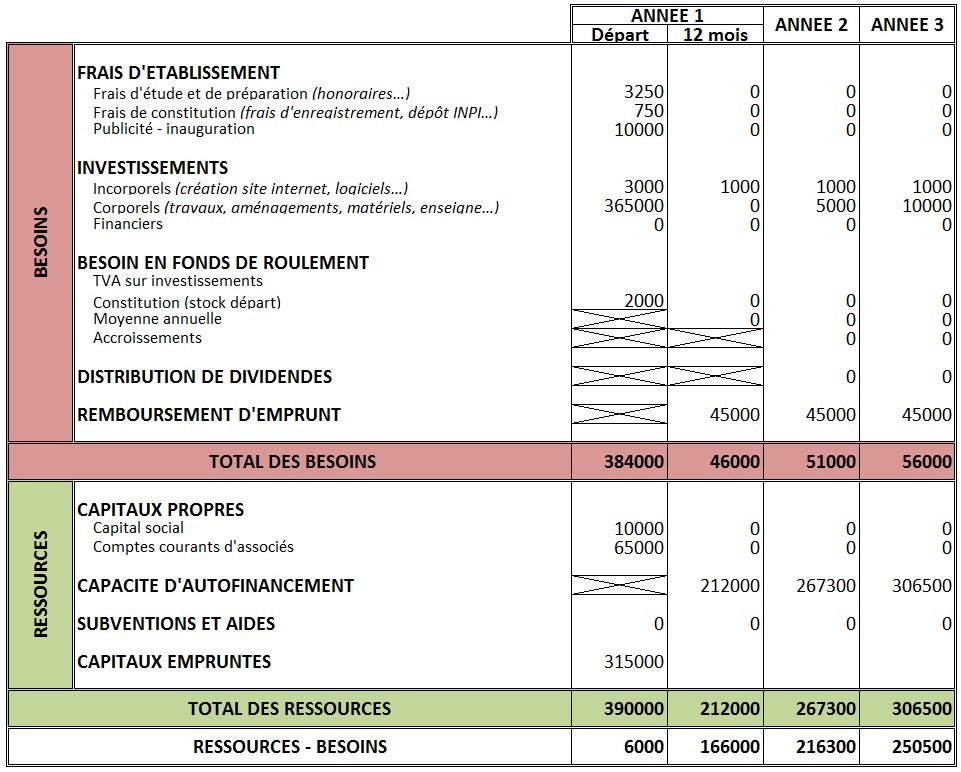 ANNEE 1 ANNEE 2 ANNEE 3
Départ 12 mois
BESOINS
FRAIS D'ETABLISSEMENT
Frais d'étude et de préparation (honoraires…) 3250 0 0 0
Frais de constitution (frais d'enregistrement, dépôt INPI…) 750 0 0 0
Publicité - inauguration 10000 0 0 0
INVESTISSEMENTS
Incorporels (création site internet, logiciels…) 3000 1000 1000 1000
Corporels (travaux, aménagements, matériels, enseigne…) 365000 0 5000 10000
Financiers 0 0 0 0
BESOIN EN FONDS DE ROULEMENT
TVA sur investissements
Constitution (stock départ) 2000 0 0 0
Moyenne annuelle 0 0 0
Accroissements 0 0
DISTRIBUTION DE DIVIDENDES 0 0
REMBOURSEMENT D'EMPRUNT 45000 45000 45000
TOTAL DES BESOINS 384000 46000 51000 56000
RESSOURCES
CAPITAUX PROPRES
Capital social 10000 0 0 0
Comptes courants d'associés 65000 0 0 0
CAPACITE D'AUTOFINANCEMENT 212000 267300 306500
SUBVENTIONS ET AIDES 0 0 0 0
CAPITAUX EMPRUNTES 315000
TOTAL DES RESSOURCES 390000 212000 267300 306500
RESSOURCES - BESOINS 6000 166000 216300 250500